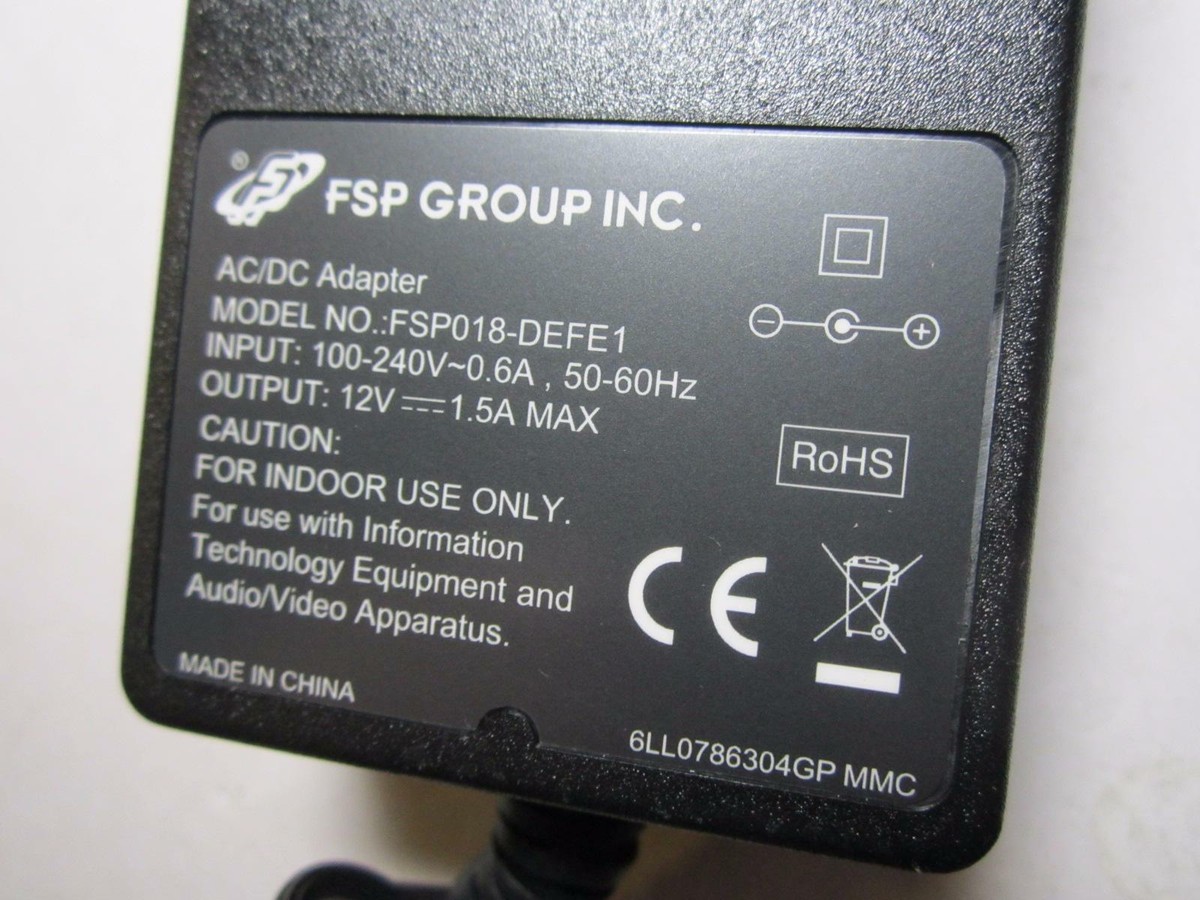 ® FSP GROUP INC.
AC/DC Adapter
MODEL NO.:FSP018-DEFE1
INPUT: 100-240V~0.6A , 50-60Hz
OUTPUT: 12V ⎓ 1.5A MAX
CAUTION:
FOR INDOOR USE ONLY.
For use with Information
Technology Equipment and
Audio/Video Apparatus.
RoHS
CE
MADE IN CHINA
6LL0786304GP MMC